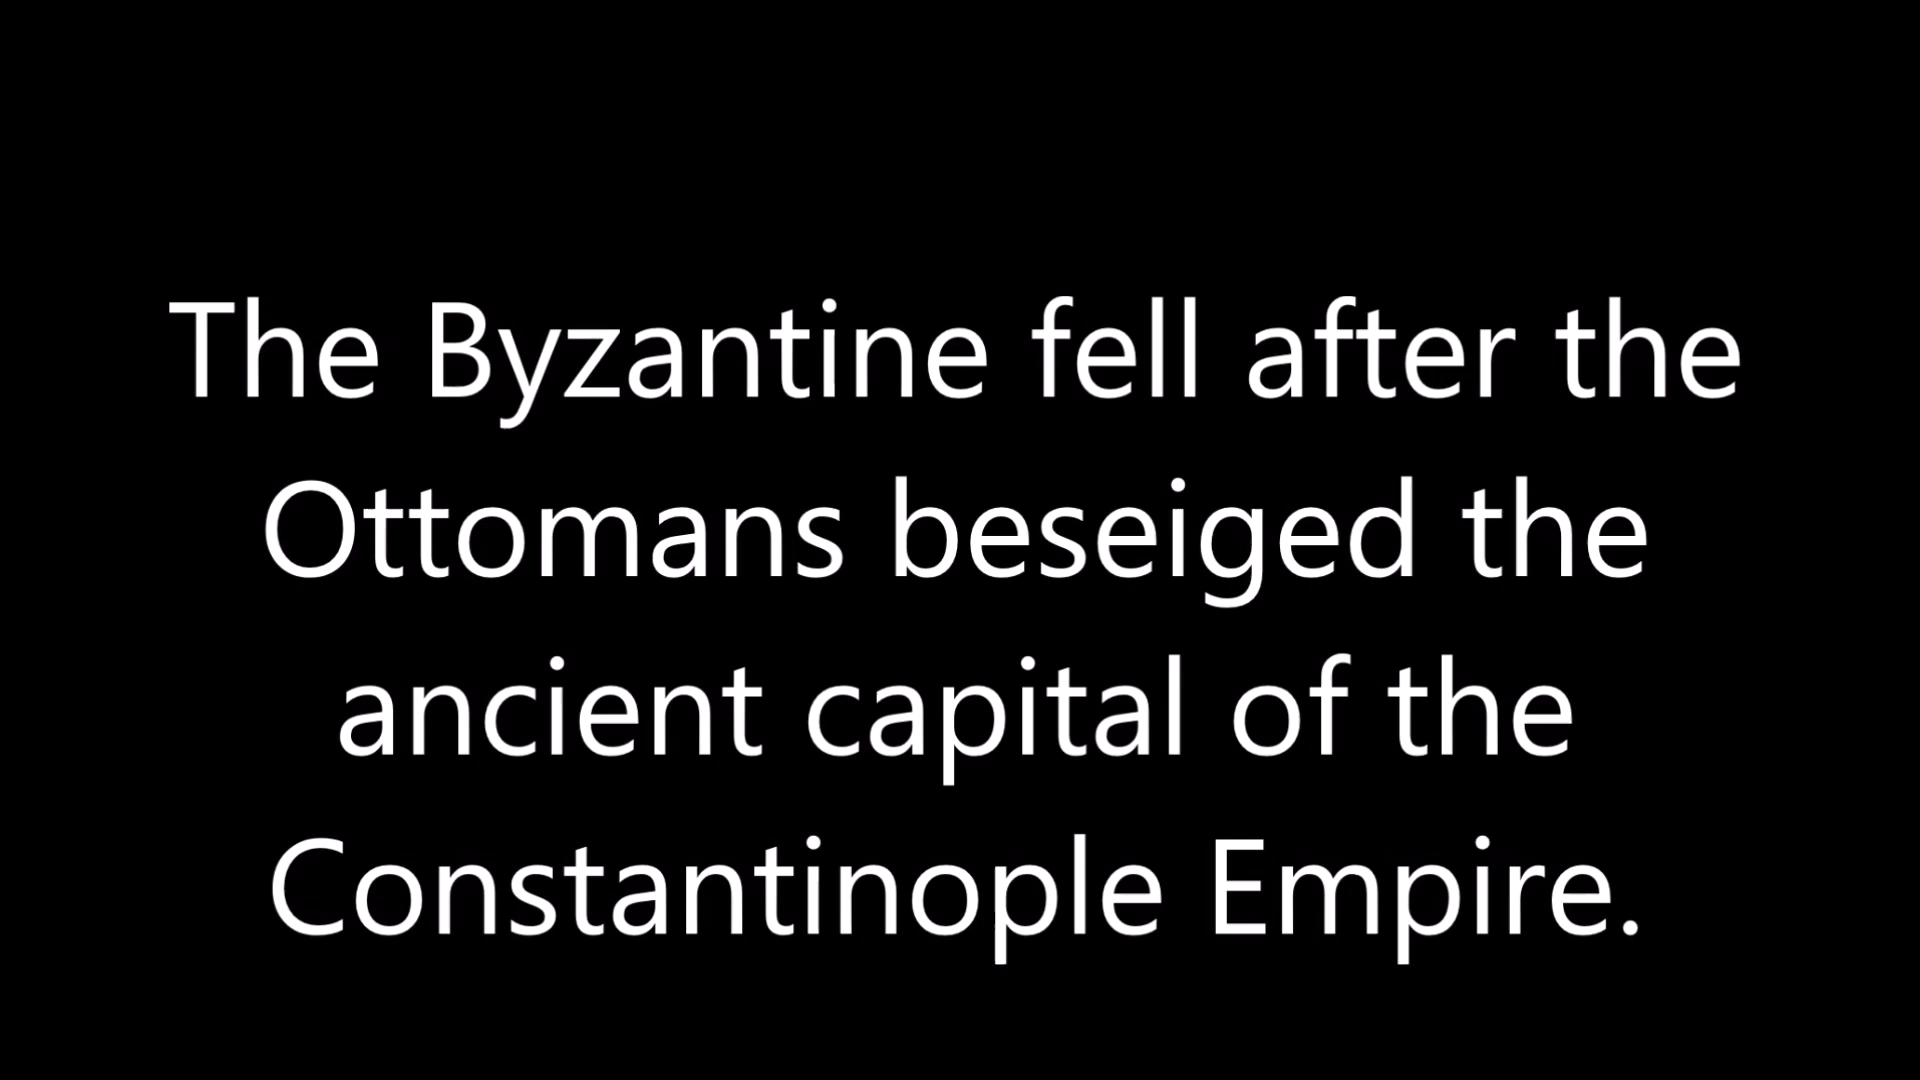 The Byzantine fell after the
Ottomans beseiged the
ancient capital of the
Constantinople Empire.